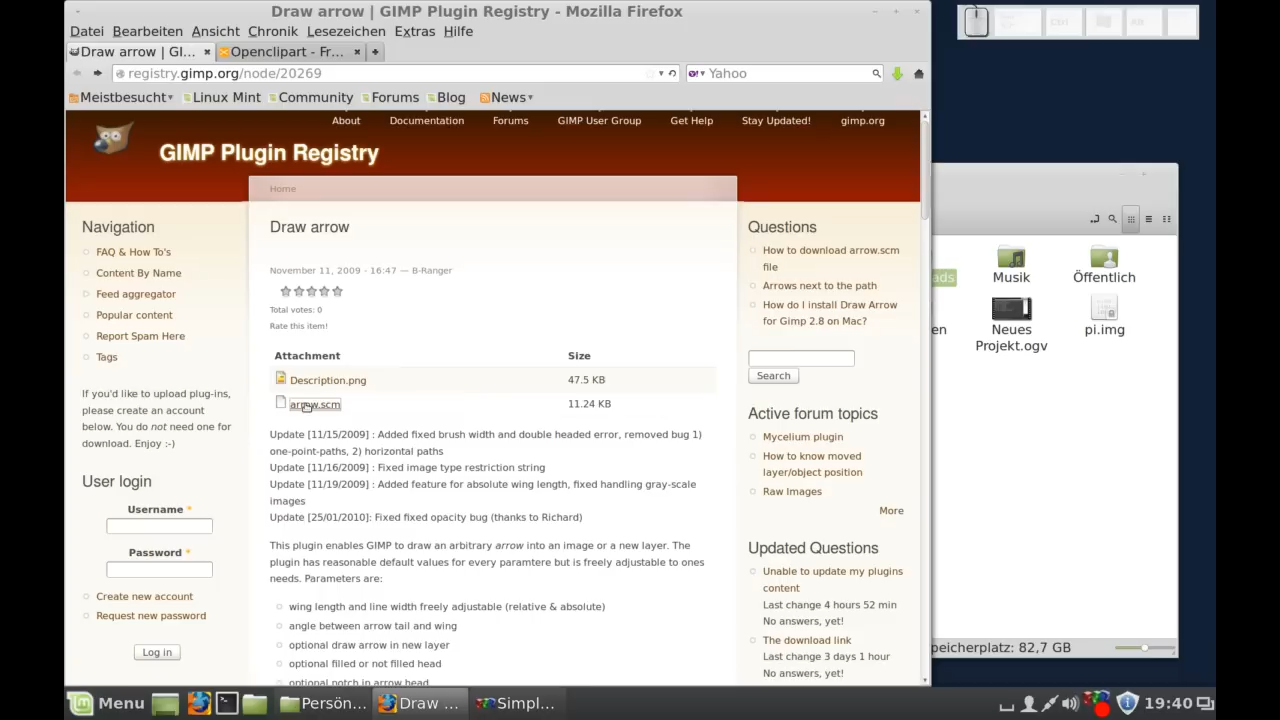 Draw arrow | GIMP Plugin Registry - Mozilla Firefox
Datei Bearbeiten Ansicht Chronik Lesezeichen Extras Hilfe
Draw arrow | GI... Openclipart - Fr...
registry.gimp.org/node/20269 Yahoo
Meistbesucht Linux Mint Community Forums Blog News
About Documentation Forums GIMP User Group Get Help Stay Updated! gimp.org
GIMP Plugin Registry
Home
Navigation
FAQ & How To's
Content By Name
Feed aggregator
Popular content
Report Spam Here
Tags
If you'd like to upload plug-ins,
please create an account
below. You do not need one for
download. Enjoy :-)
User login
Username *
Password *
Create new account
Request new password
Log in
Draw arrow
November 11, 2009 - 16:47 — B-Ranger
Total votes: 0
Rate this item!
Attachment Size
Description.png 47.5 KB
arrow.scm 11.24 KB
Update [11/15/2009] : Added fixed brush width and double headed error, removed bug 1)
one-point-paths, 2) horizontal paths
Update [11/16/2009] : Fixed image type restriction string
Update [11/19/2009] : Added feature for absolute wing length, fixed handling gray-scale
images
Update [25/01/2010]: Fixed fixed opacity bug (thanks to Richard)
This plugin enables GIMP to draw an arbitrary arrow into an image or a new layer. The
plugin has reasonable default values for every paramtere but is freely adjustable to ones
needs. Parameters are:
wing length and line width freely adjustable (relative & absolute)
angle between arrow tail and wing
optional draw arrow in new layer
optional filled or not filled head
optional notch in arrow head
Questions
How to download arrow.scm
file
Arrows next to the path
How do I install Draw Arrow
for Gimp 2.8 on Mac?
Search
Active forum topics
Mycelium plugin
How to know moved
layer/object position
Raw Images
More
Updated Questions
Unable to update my plugins
content
Last change 4 hours 52 min
No answers, yet!
The download link
Last change 3 days 1 hour
No answers, yet!
Ctrl
ads Musik Öffentlich
en Neues
Projekt.ogv pi.img
peicherplatz: 82,7 GB
Menu Persön... Draw ... Simpl... 19:40